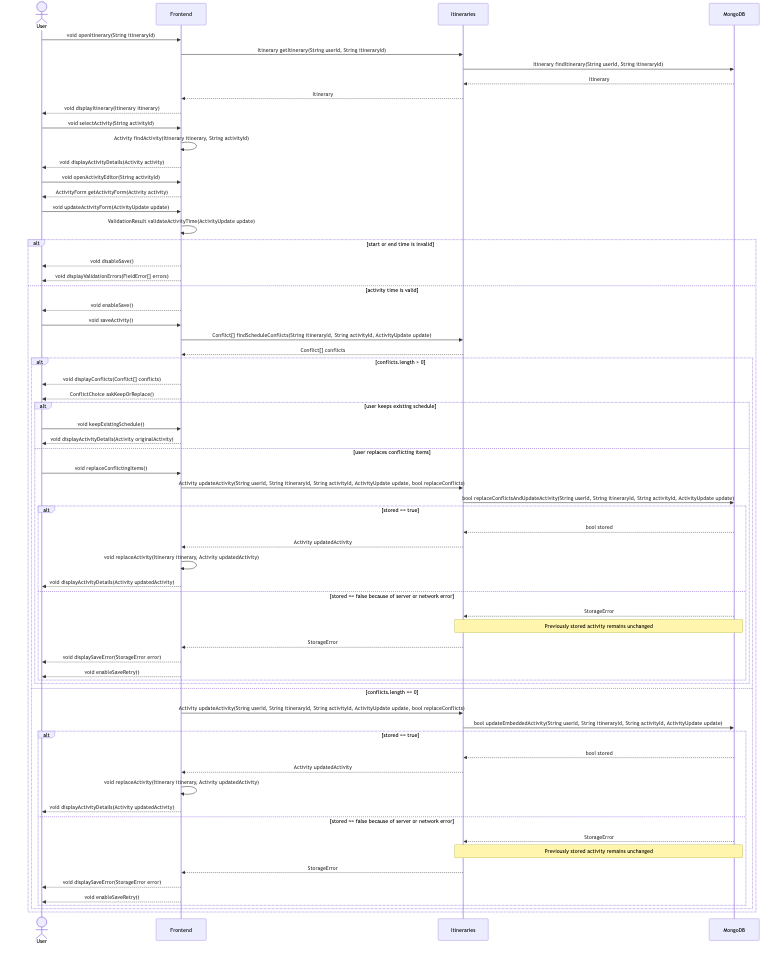 User
Frontend
Itineraries
MongoDB
void openItinerary(String itineraryId)
Itinerary getItinerary(String userId, String itineraryId)
Itinerary findItinerary(String userId, String itineraryId)
Itinerary
Itinerary
void displayItinerary(Itinerary itinerary)
void selectActivity(String activityId)
Activity findActivity(Itinerary itinerary, String activityId)
void displayActivityDetails(Activity activity)
void openActivityEditor(String activityId)
ActivityForm getActivityForm(Activity activity)
void updateActivityForm(ActivityUpdate update)
ValidationResult validateActivityTime(ActivityUpdate update)
alt
[start or end time is invalid]
void disableSave()
void displayValidationErrors(FieldError[] errors)
[activity time is valid]
void enableSave()
void saveActivity()
Conflict[] findScheduleConflicts(String itineraryId, String activityId, ActivityUpdate update)
Conflict[] conflicts
alt
[conflicts.length > 0]
void displayConflicts(Conflict[] conflicts)
ConflictChoice askKeepOrReplace()
alt
[user keeps existing schedule]
void keepExistingSchedule()
void displayActivityDetails(Activity originalActivity)
[user replaces conflicting items]
void replaceConflictingItems()
Activity updateActivity(String userId, String itineraryId, String activityId, ActivityUpdate update, bool replaceConflicts)
bool replaceConflictsAndUpdateActivity(String userId, String itineraryId, String activityId, ActivityUpdate update)
alt
[stored == true]
bool stored
Activity updatedActivity
void replaceActivity(Itinerary itinerary, Activity updatedActivity)
void displayActivityDetails(Activity updatedActivity)
[stored == false because of server or network error]
StorageError
Previously stored activity remains unchanged
StorageError
void displaySaveError(StorageError error)
void enableSaveRetry()
[conflicts.length == 0]
Activity updateActivity(String userId, String itineraryId, String activityId, ActivityUpdate update, bool replaceConflicts)
bool updateEmbeddedActivity(String userId, String itineraryId, String activityId, ActivityUpdate update)
alt
[stored == true]
bool stored
Activity updatedActivity
void replaceActivity(Itinerary itinerary, Activity updatedActivity)
void displayActivityDetails(Activity updatedActivity)
[stored == false because of server or network error]
StorageError
Previously stored activity remains unchanged
StorageError
void displaySaveError(StorageError error)
void enableSaveRetry()
User
Frontend
Itineraries
MongoDB